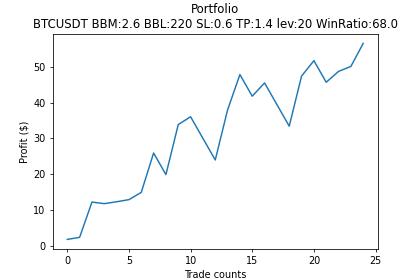 Portfolio
BTCUSDT BBM:2.6 BBL:220 SL:0.6 TP:1.4 lev:20 WinRatio:68.0
50
40
30
20
10
0
Profit ($)
0 5 10 15 20 25
Trade counts